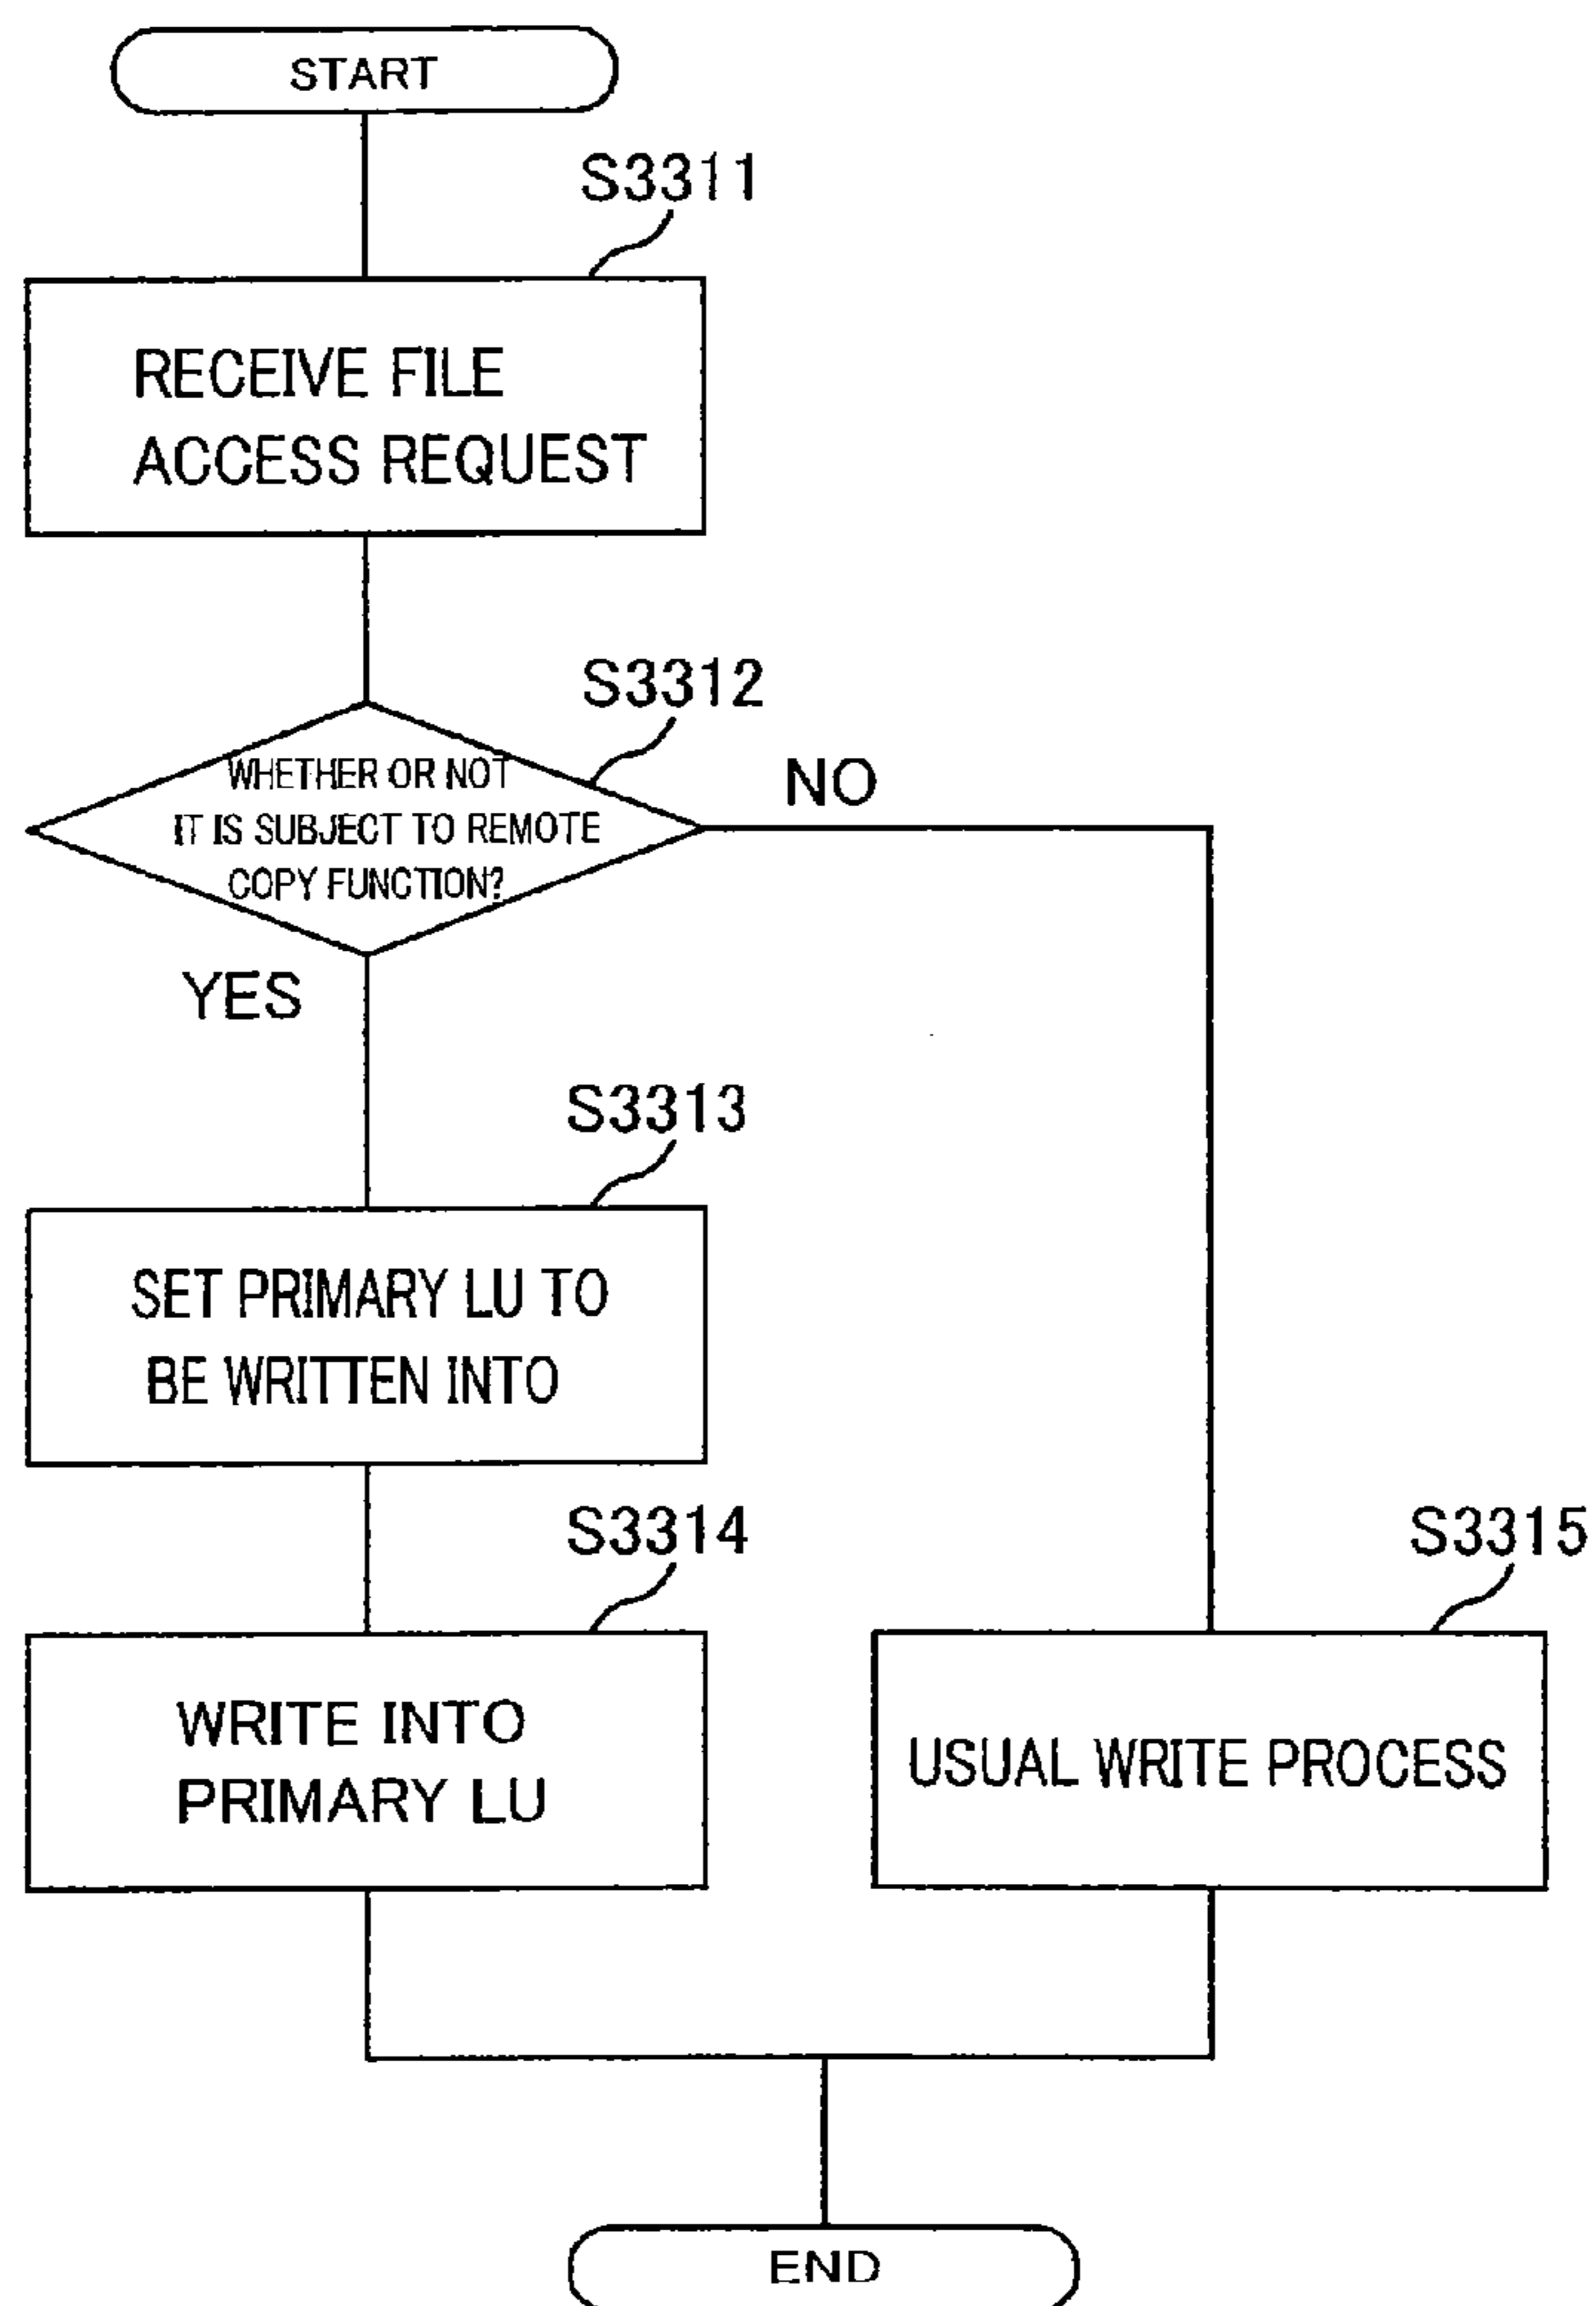 START
S3311
RECEIVE FILE
ACCESS REQUEST
S3312
WHETHER OR NOT
IT IS SUBJECT TO REMOTE
COPY FUNCTION?
NO
YES
S3313
SET PRIMARY LU TO
BE WRITTEN INTO
S3314
WRITE INTO
PRIMARY LU
S3315
USUAL WRITE PROCESS
END